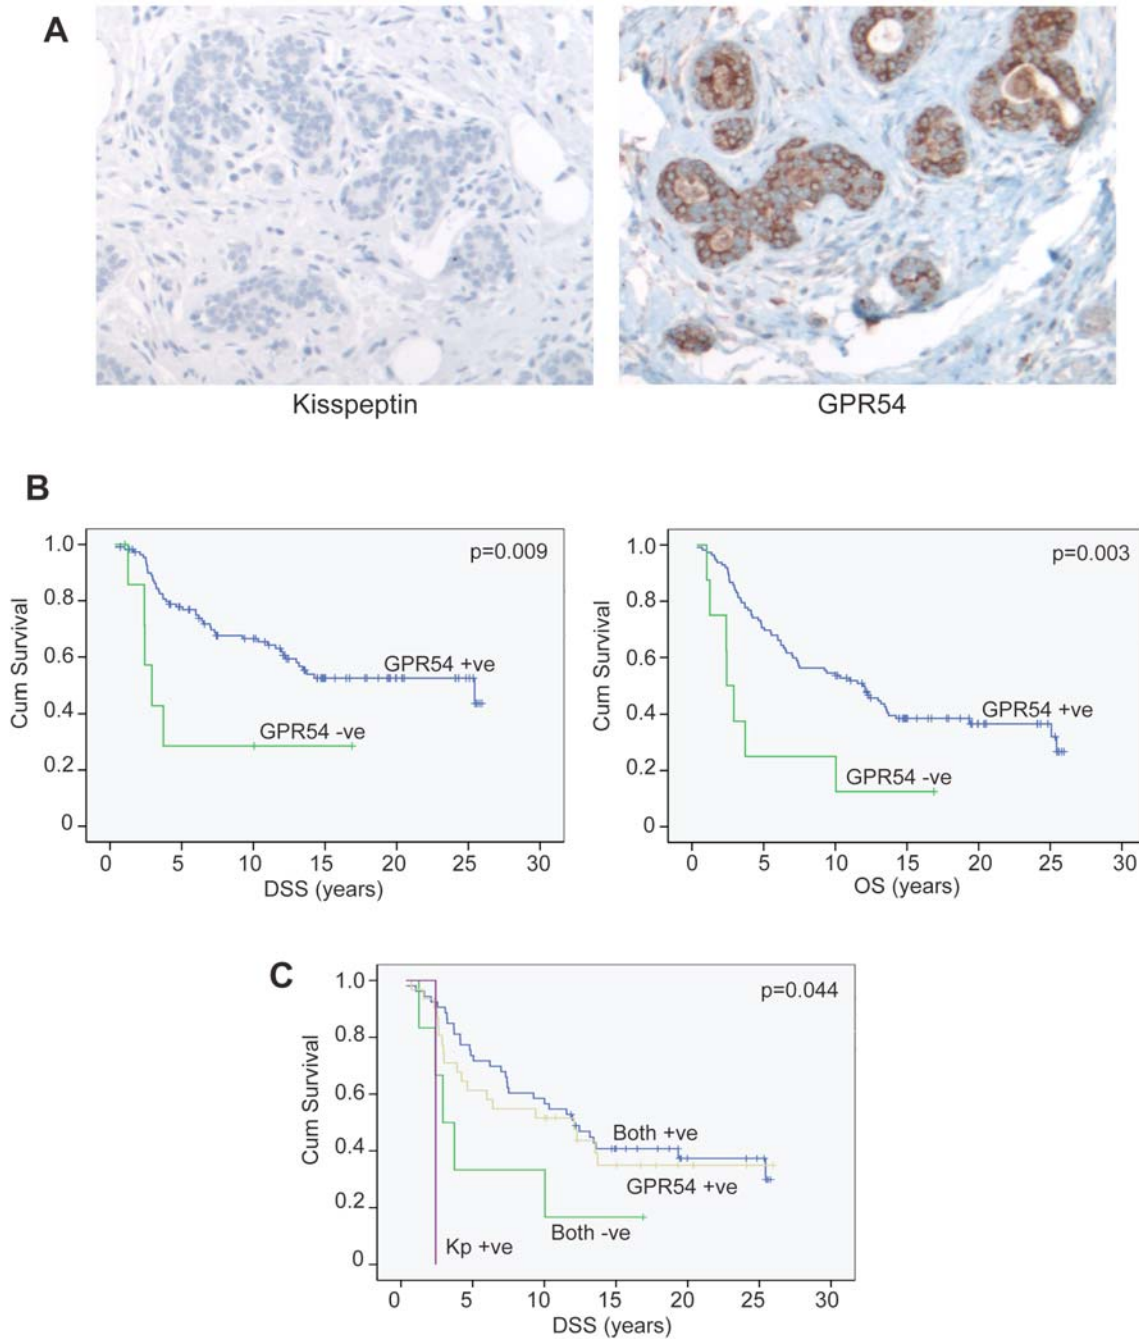 A
Kisspeptin
GPR54
B
1.0
0.8
0.6
0.4
0.2
0
Cum Survival
p=0.009
GPR54 +ve
GPR54 -ve
0 5 10 15 20 25 30
DSS (years)
1.0
0.8
0.6
0.4
0.2
0
Cum Survival
p=0.003
GPR54 +ve
GPR54 -ve
0 5 10 15 20 25 30
OS (years)
C
1.0
0.8
0.6
0.4
0.2
0
Cum Survival
p=0.044
Both +ve
GPR54 +ve
Both -ve
Kp +ve
0 5 10 15 20 25 30
DSS (years)